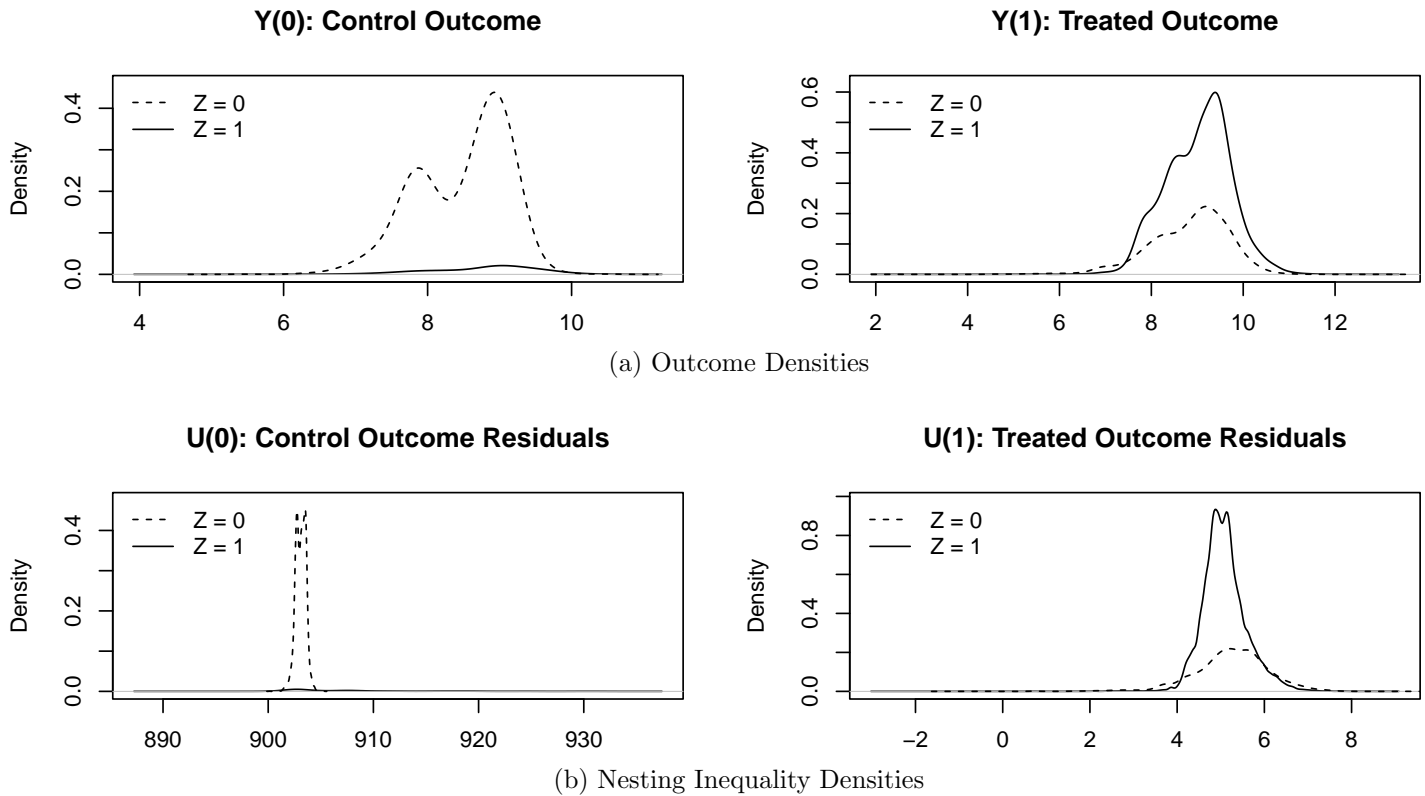 Y(0): Control Outcome
Density
0.0 0.2 0.4
Z = 0
Z = 1
4 6 8 10
Y(1): Treated Outcome
Density
0.0 0.2 0.4 0.6
Z = 0
Z = 1
2 4 6 8 10 12
(a) Outcome Densities
U(0): Control Outcome Residuals
Density
0.0 0.2 0.4
Z = 0
Z = 1
890 900 910 920 930
U(1): Treated Outcome Residuals
Density
0.0 0.4 0.8
Z = 0
Z = 1
−2 0 2 4 6 8
(b) Nesting Inequality Densities